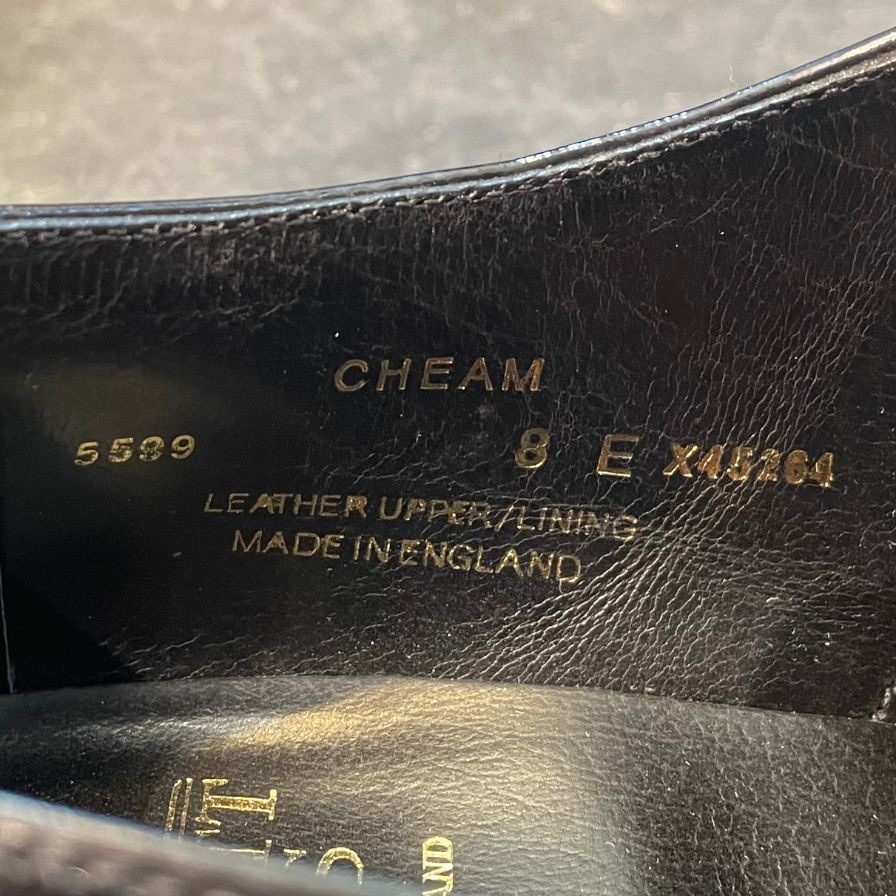 CHEAM
5589 8 E X45264
LEATHER UPPER/LINING
MADE IN ENGLAND